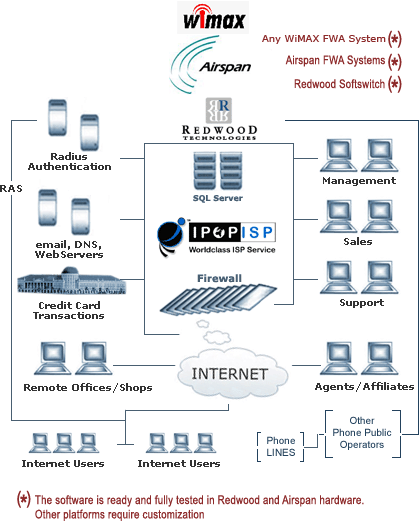 wimax
Any WiMAX FWA System (*)
Airspan
Airspan FWA Systems (*)
Redwood Softswitch (*)
RR
REDWOOD
TECHNOLOGIES
Radius
Authentication
RAS
SQL Server
Management
email, DNS,
WebServers
IPOPISP
Worldclass ISP Service
Sales
Credit Card
Transactions
Firewall
Support
INTERNET
Remote Offices/Shops
Agents/Affiliates
Internet Users
Internet Users
Phone
LINES
Other
Phone Public
Operators
(*) The software is ready and fully tested in Redwood and Airspan hardware.
Other platforms require customization